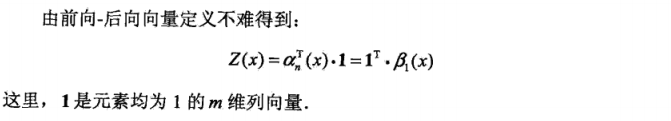 由前向-后向向量定义不难得到：
Z(x)=α_n^T(x)·1=1^T·β_1(x)
这里，1是元素均为1的m维列向量.